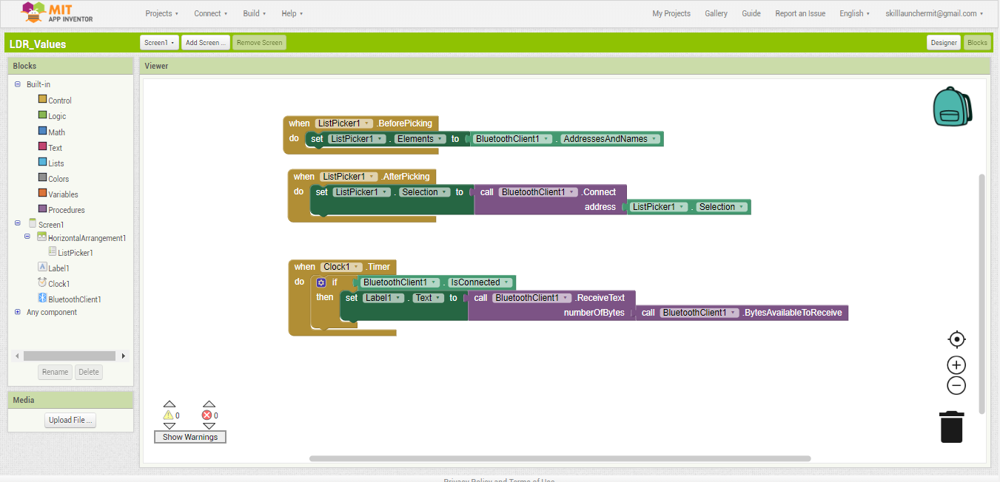 MIT
APP INVENTOR
Projects Connect Build Help My Projects Gallery Guide Report an Issue English skilllaunchermit@gmail.com
LDR_Values Screen1 Add Screen ... Remove Screen Designer Blocks
Blocks
Built-in
Control
Logic
Math
Text
Lists
Colors
Variables
Procedures
Screen1
HorizontalArrangement1
ListPicker1
Label1
Clock1
BluetoothClient1
Any component
Rename Delete
Media
Upload File ...
Viewer
when ListPicker1 .BeforePicking
do set ListPicker1 . Elements to BluetoothClient1 . AddressesAndNames
when ListPicker1 .AfterPicking
do set ListPicker1 . Selection to call BluetoothClient1 .Connect
address ListPicker1 . Selection
when Clock1 .Timer
do if BluetoothClient1 . IsConnected
then set Label1 . Text to call BluetoothClient1 .ReceiveText
numberOfBytes call BluetoothClient1 .BytesAvailableToReceive
0 0
Show Warnings
Privacy Policy and Terms of Use